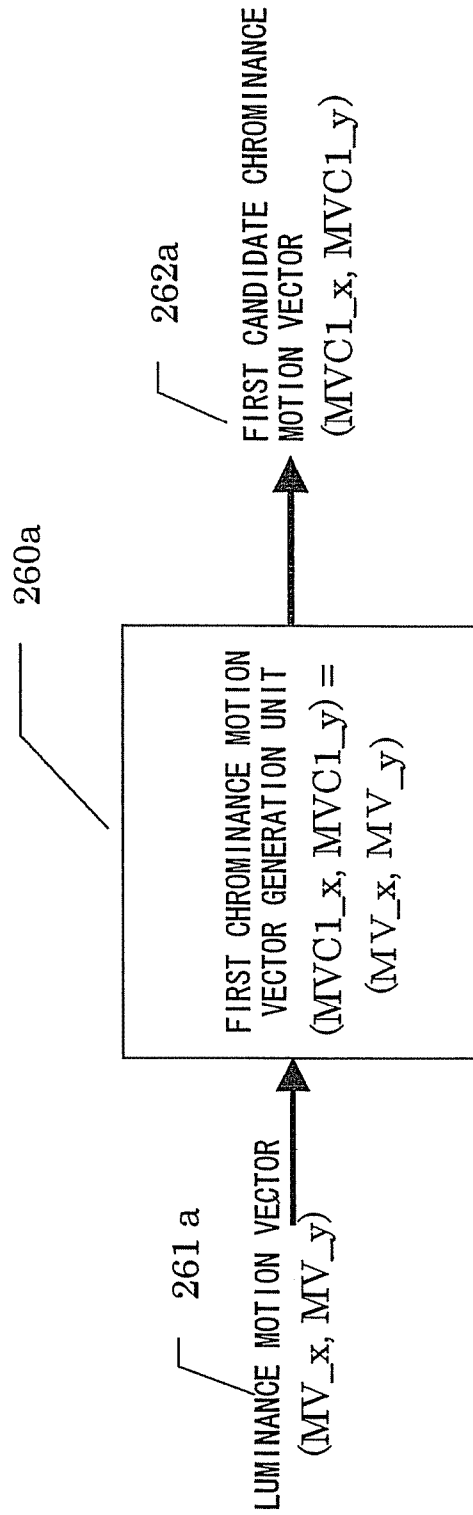 261 a
LUMINANCE MOTION VECTOR
(MV_x, MV_y)
260a
FIRST CHROMINANCE MOTION
VECTOR GENERATION UNIT
(MVC1_x, MVC1_y) =
(MV_x, MV_y)
262a
FIRST CANDIDATE CHROMINANCE
MOTION VECTOR
(MVC1_x, MVC1_y)